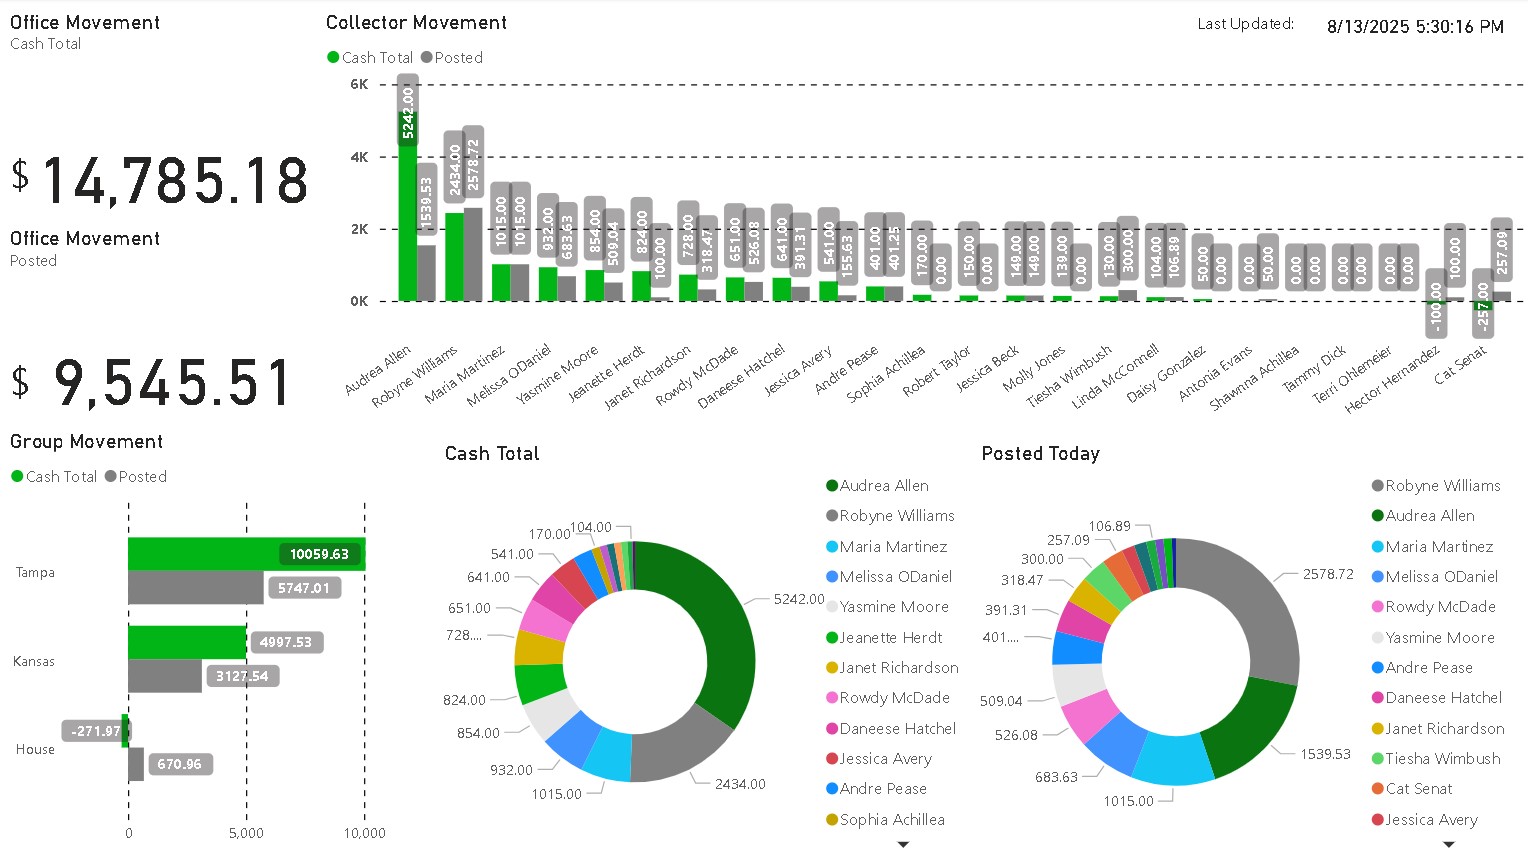 Office Movement
Cash Total
$ 14,785.18
Office Movement
Posted
$ 9,545.51
Collector Movement
Cash Total Posted
Last Updated: 8/13/2025 5:30:16 PM
6K
4K
2K
0K
5242.00 1539.53
2434.00 2578.72
1015.00 1015.00
932.00 683.63
854.00 509.04
824.00 100.00
728.00 318.47
651.00 526.08
641.00 391.31
541.00 155.63
401.00 401.25
170.00 0.00
150.00 0.00
149.00 149.00
139.00 0.00
130.00 300.00
104.00 106.89
50.00 0.00
0.00 50.00
0.00 0.00
0.00 0.00
0.00 0.00
-100.00 100.00
-257.00 257.09
Audrea Allen
Robyne Williams
Maria Martinez
Melissa ODaniel
Yasmine Moore
Jeanette Herdt
Janet Richardson
Rowdy McDade
Daneese Hatchel
Jessica Avery
Andre Pease
Sophia Achillea
Robert Taylor
Jessica Beck
Molly Jones
Tiesha Wimbush
Linda McConnell
Daisy Gonzalez
Antonia Evans
Shawnna Achillea
Tammy Dick
Terri Ohlemeier
Hector Hernandez
Cat Senat
Group Movement
Cash Total Posted
Tampa
10059.63
5747.01
Kansas
4997.53
3127.54
House
-271.97
670.96
0 5,000 10,000
Cash Total
104.00
170.00
541.00
641.00
651.00
728....
824.00
854.00
932.00
1015.00
2434.00
5242.00
Audrea Allen
Robyne Williams
Maria Martinez
Melissa ODaniel
Yasmine Moore
Jeanette Herdt
Janet Richardson
Rowdy McDade
Daneese Hatchel
Jessica Avery
Andre Pease
Sophia Achillea
Posted Today
106.89
257.09
300.00
318.47
391.31
401....
509.04
526.08
683.63
1015.00
1539.53
2578.72
Robyne Williams
Audrea Allen
Maria Martinez
Melissa ODaniel
Rowdy McDade
Yasmine Moore
Andre Pease
Daneese Hatchel
Janet Richardson
Tiesha Wimbush
Cat Senat
Jessica Avery